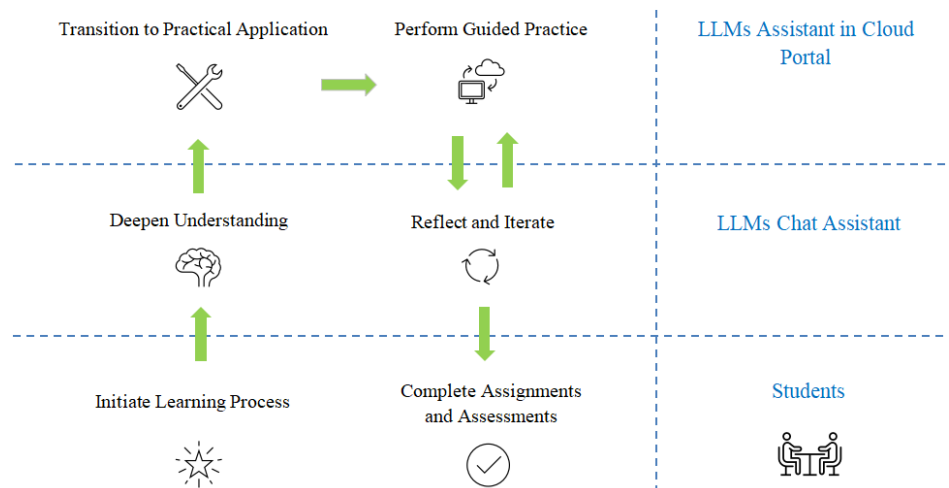 Transition to Practical Application
Perform Guided Practice
LLMs Assistant in Cloud
Portal
Deepen Understanding
Reflect and Iterate
LLMs Chat Assistant
Initiate Learning Process
Complete Assignments
and Assessments
Students